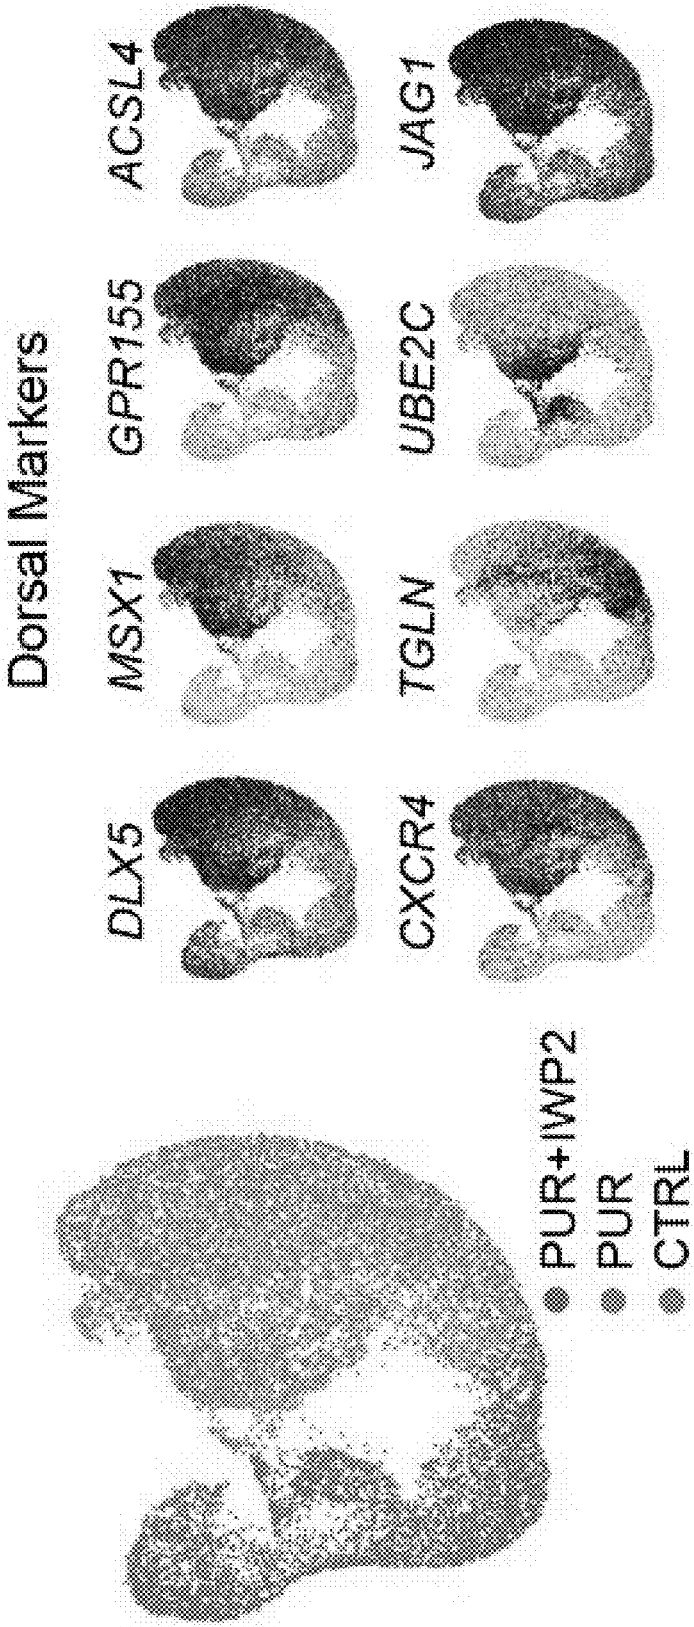 Dorsal Markers
DLX5
MSX1
GPR155
ACSL4
CXCR4
TGLN
UBE2C
JAG1
PUR+IWP2
PUR
CTRL